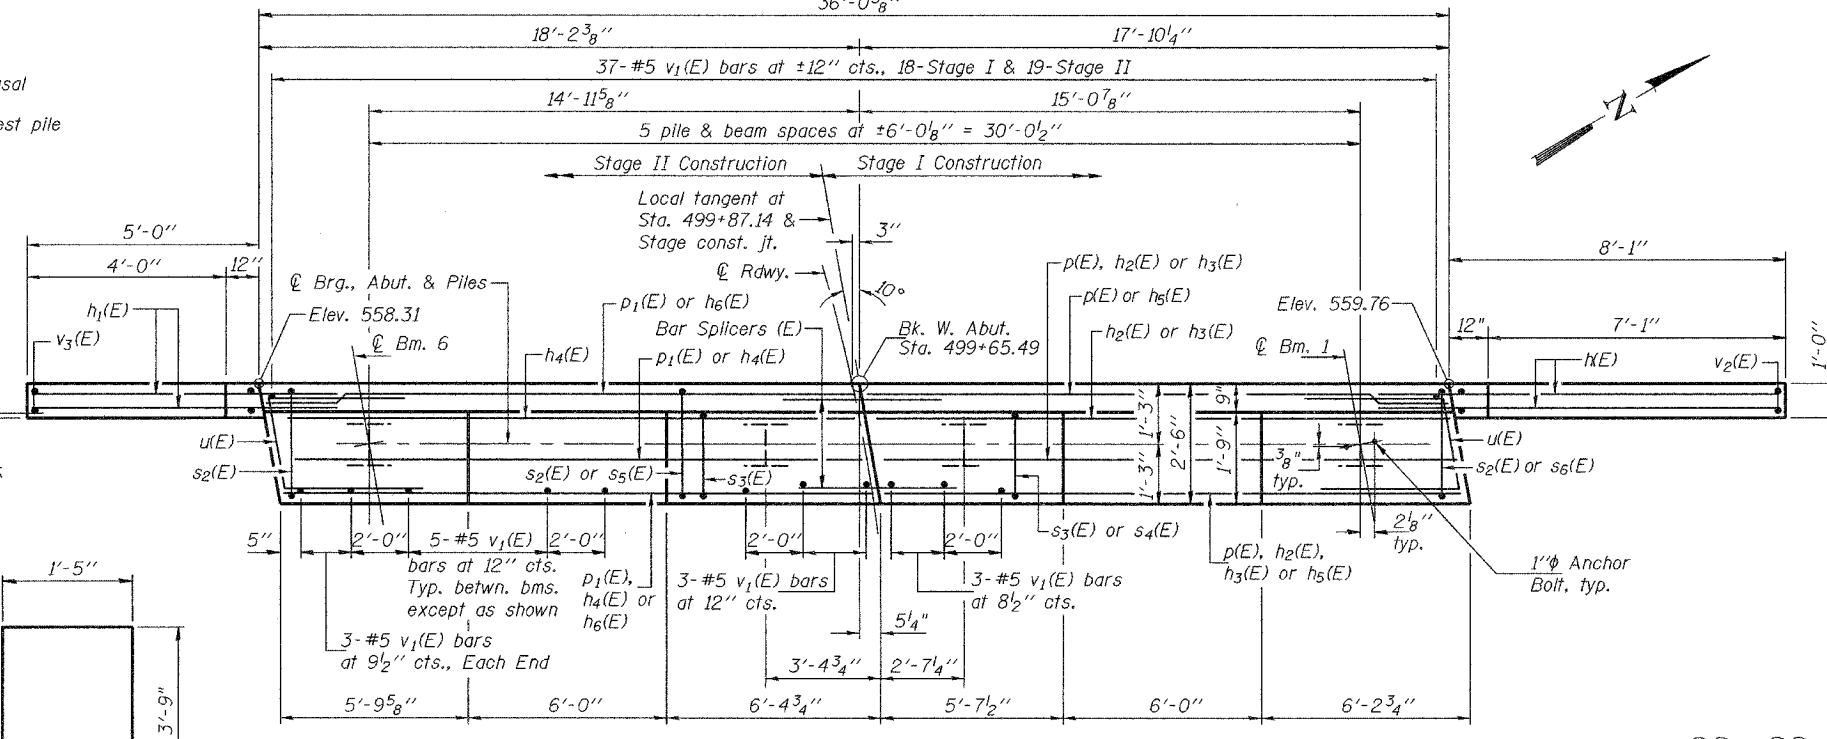 36'-0⅝"
18'-2⅜"
17'-10¼"
37-#5 v₁(E) bars at ±12" cts., 18-Stage I & 19-Stage II
14'-11⅝"
15'-0⅞"
est pile
5 pile & beam spaces at ±6'-0⅛" = 30'-0½"
Stage II Construction
Stage I Construction
N
Local tangent at
Sta. 499+87.14 &
Stage const. jt.
3"
5'-0"
8'-1"
4'-0"
12"
℄ Rdwy.
10°
p(E), h₂(E) or h₃(E)
℄ Brg., Abut. & Piles
p₁(E) or h₆(E)
p(E) or h₅(E)
h₁(E)
Elev. 558.31
Bar Splicers (E)
Bk. W. Abut.
Sta. 499+65.49
h₂(E) or h₃(E)
Elev. 559.76
12"
7'-1"
v₃(E)
℄ Bm. 6
h₄(E)
p₁(E) or h₄(E)
℄ Bm. 1
h(E)
v₂(E)
1'-0"
u(E)
s₂(E)
s₂(E) or s₅(E)
s₃(E)
1'-3"
1'-3"
2'-6"
9"
1'-9"
⅜"
typ.
u(E)
s₂(E) or s₆(E)
s₃(E) or s₄(E)
2⅛"
typ.
5"
2'-0"
5-#5 v₁(E)
bars at 12" cts.
Typ. betwn. bms.
except as shown
2'-0"
p₁(E),
h₄(E) or
h₆(E)
2'-0"
3-#5 v₁(E) bars
at 12" cts.
2'-0"
3-#5 v₁(E) bars
at 8½" cts.
p(E), h₂(E),
h₃(E) or h₅(E)
1"ϕ Anchor
Bolt, typ.
3-#5 v₁(E) bars
at 9½" cts., Each End
5¼"
3'-4¾"
2'-7¼"
5'-9⅝"
6'-0"
6'-4¾"
5'-7½"
6'-0"
6'-2¾"
1'-5"
3'-9"